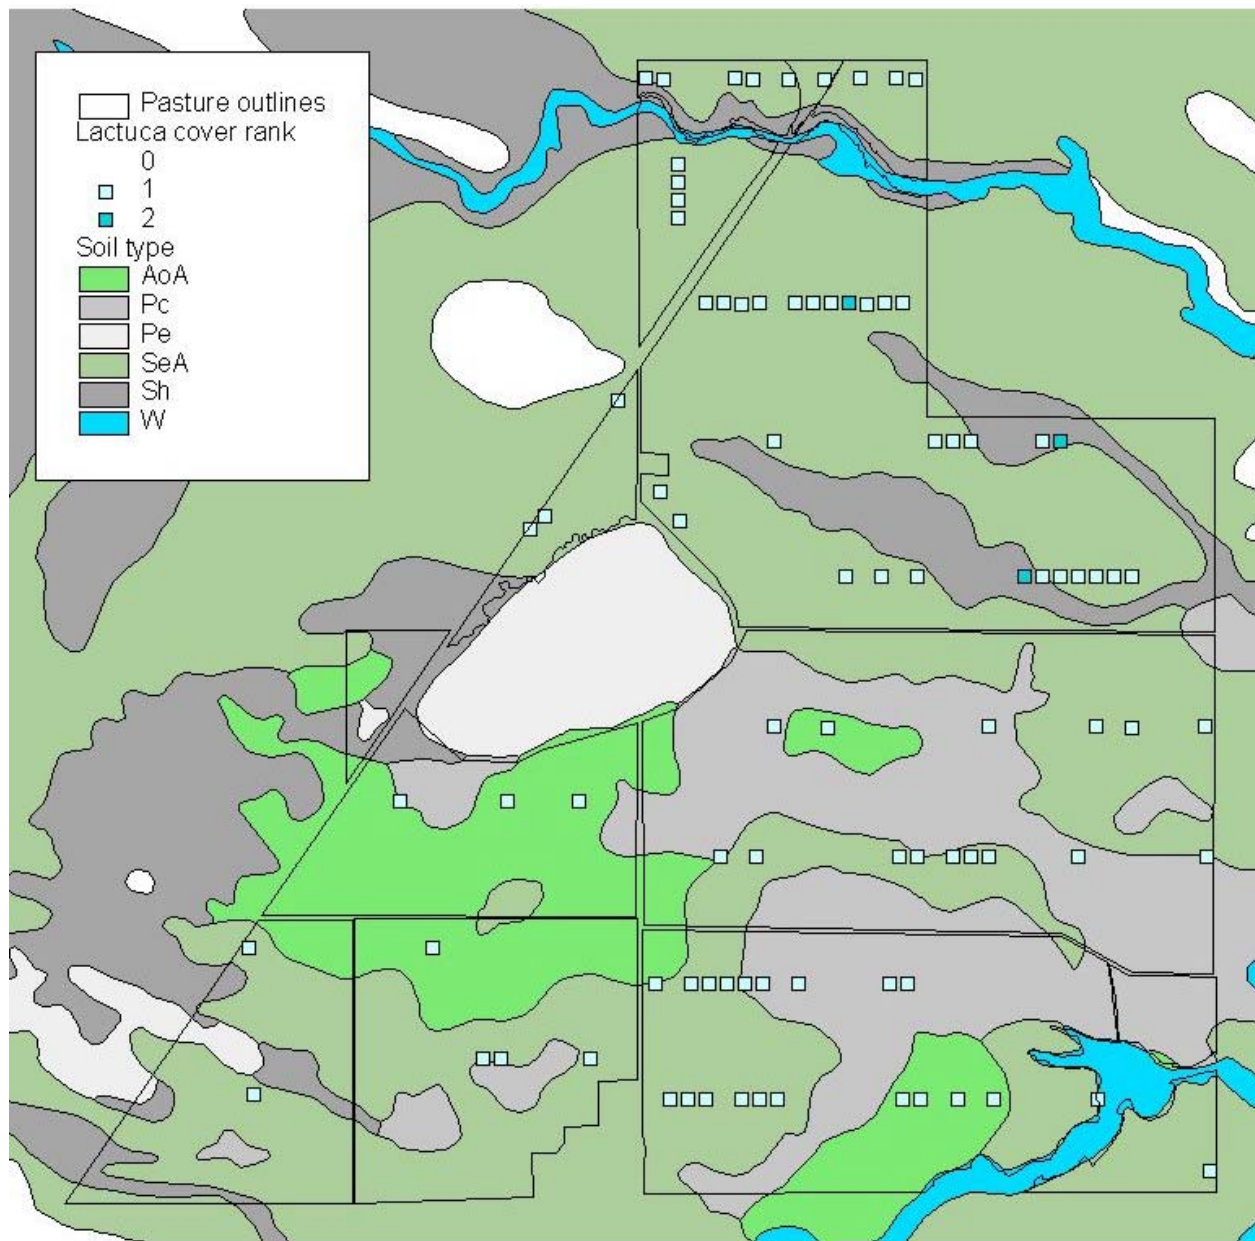 Pasture outlines
Lactuca cover rank
0
1
2
Soil type
AoA
Pc
Pe
SeA
Sh
W